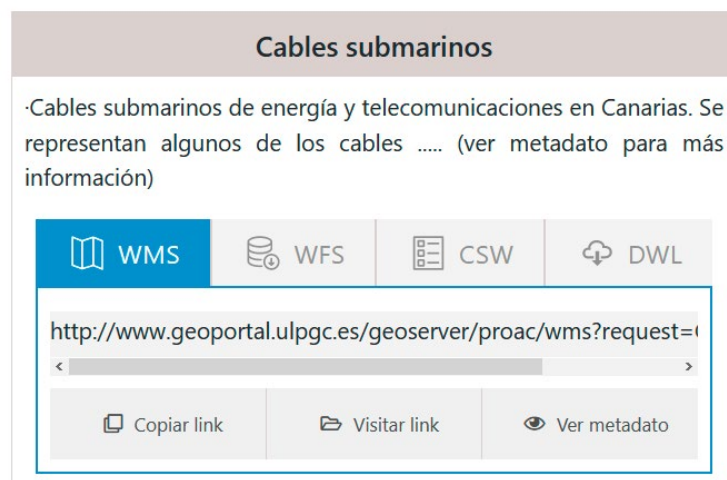 Cables submarinos
·Cables submarinos de energía y telecomunicaciones en Canarias. Se
representan algunos de los cables ..... (ver metadato para más
información)
WMS WFS CSW DWL
http://www.geoportal.ulpgc.es/geoserver/proac/wms?request=
Copiar link Visitar link Ver metadato